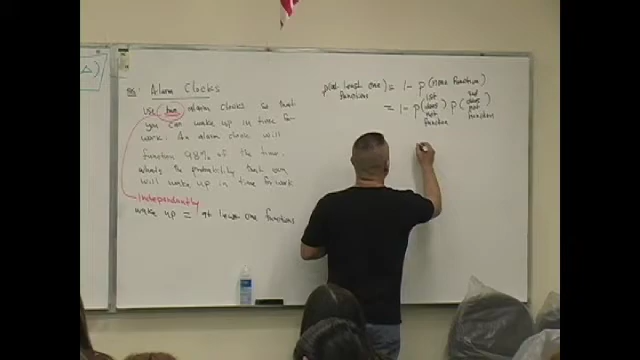 Alarm Clocks
use two alarm clocks so that
you can wake up in time for
work. An alarm clock will
function 98% of the time.
whats the probability that you
will wake up in time for work
Independently
wake up = at least one functions
p(at least one functions) = 1 - p(none function)
= 1 - p(1st does not function) p(2nd does not function)